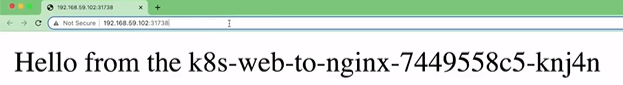 192.168.59.102:31738
Not Secure | 192.168.59.102:31738
Hello from the k8s-web-to-nginx-7449558c5-knj4n